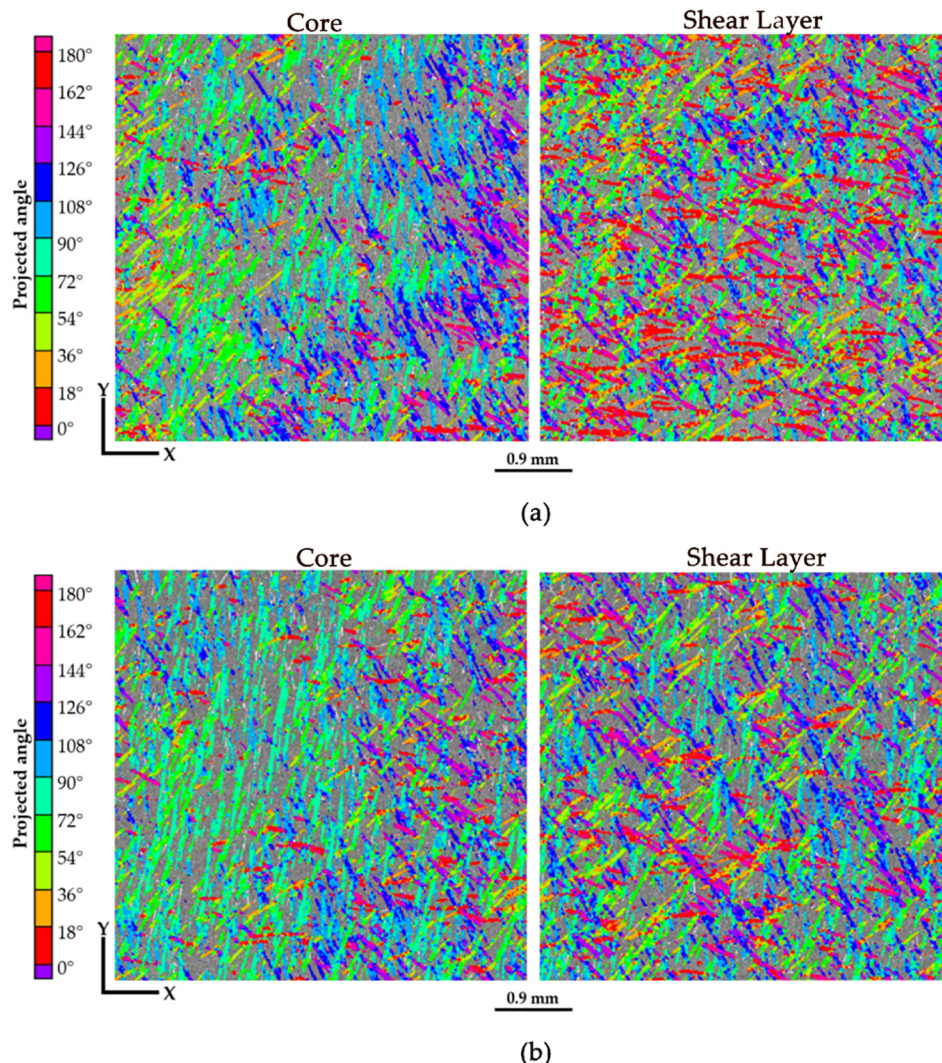 Core
Shear Layer
180°
162°
144°
126°
108°
90°
72°
54°
36°
18°
0°
Projected angle
Y
X
0.9 mm
(a)
Core
Shear Layer
180°
162°
144°
126°
108°
90°
72°
54°
36°
18°
0°
Projected angle
Y
X
0.9 mm
(b)